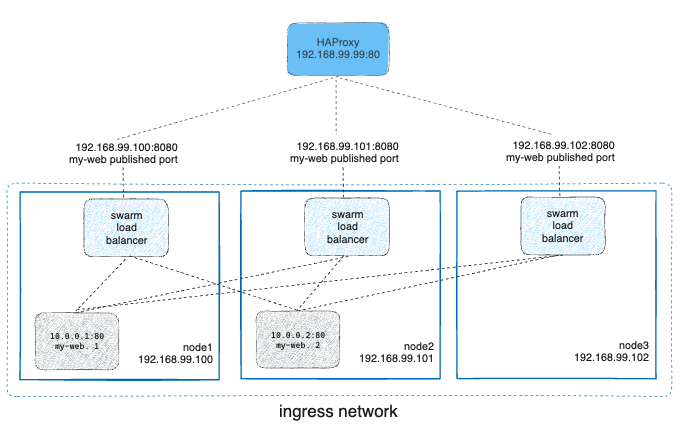 HAProxy
192.168.99.99:80
192.168.99.100:8080
my-web published port
192.168.99.101:8080
my-web published port
192.168.99.102:8080
my-web published port
swarm
load
balancer
swarm
load
balancer
swarm
load
balancer
10.0.0.1:80
my-web. 1
node1
192.168.99.100
10.0.0.2:80
my-web. 2
node2
192.168.99.101
node3
192.168.99.102
ingress network